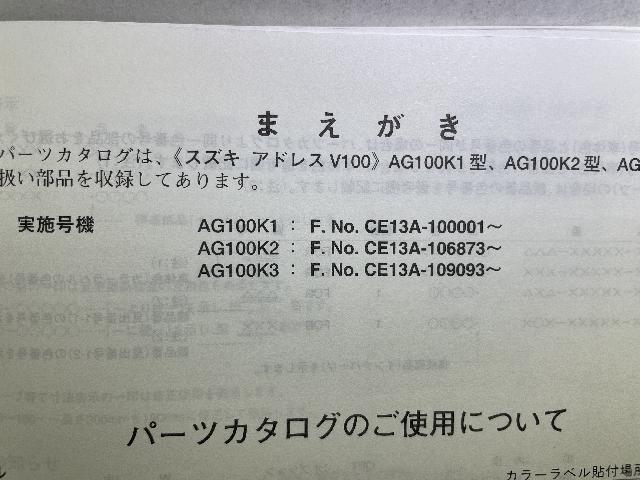 まえがき
パーツカタログは、《スズキ アドレスV100》AG100K1型、AG100K2型、AG
扱い部品を収録してあります。
実施号機 AG100K1 : F. No. CE13A-100001～
AG100K2 : F. No. CE13A-106873～
AG100K3 : F. No. CE13A-109093～
パーツカタログのご使用について
カラーラベル貼付場所